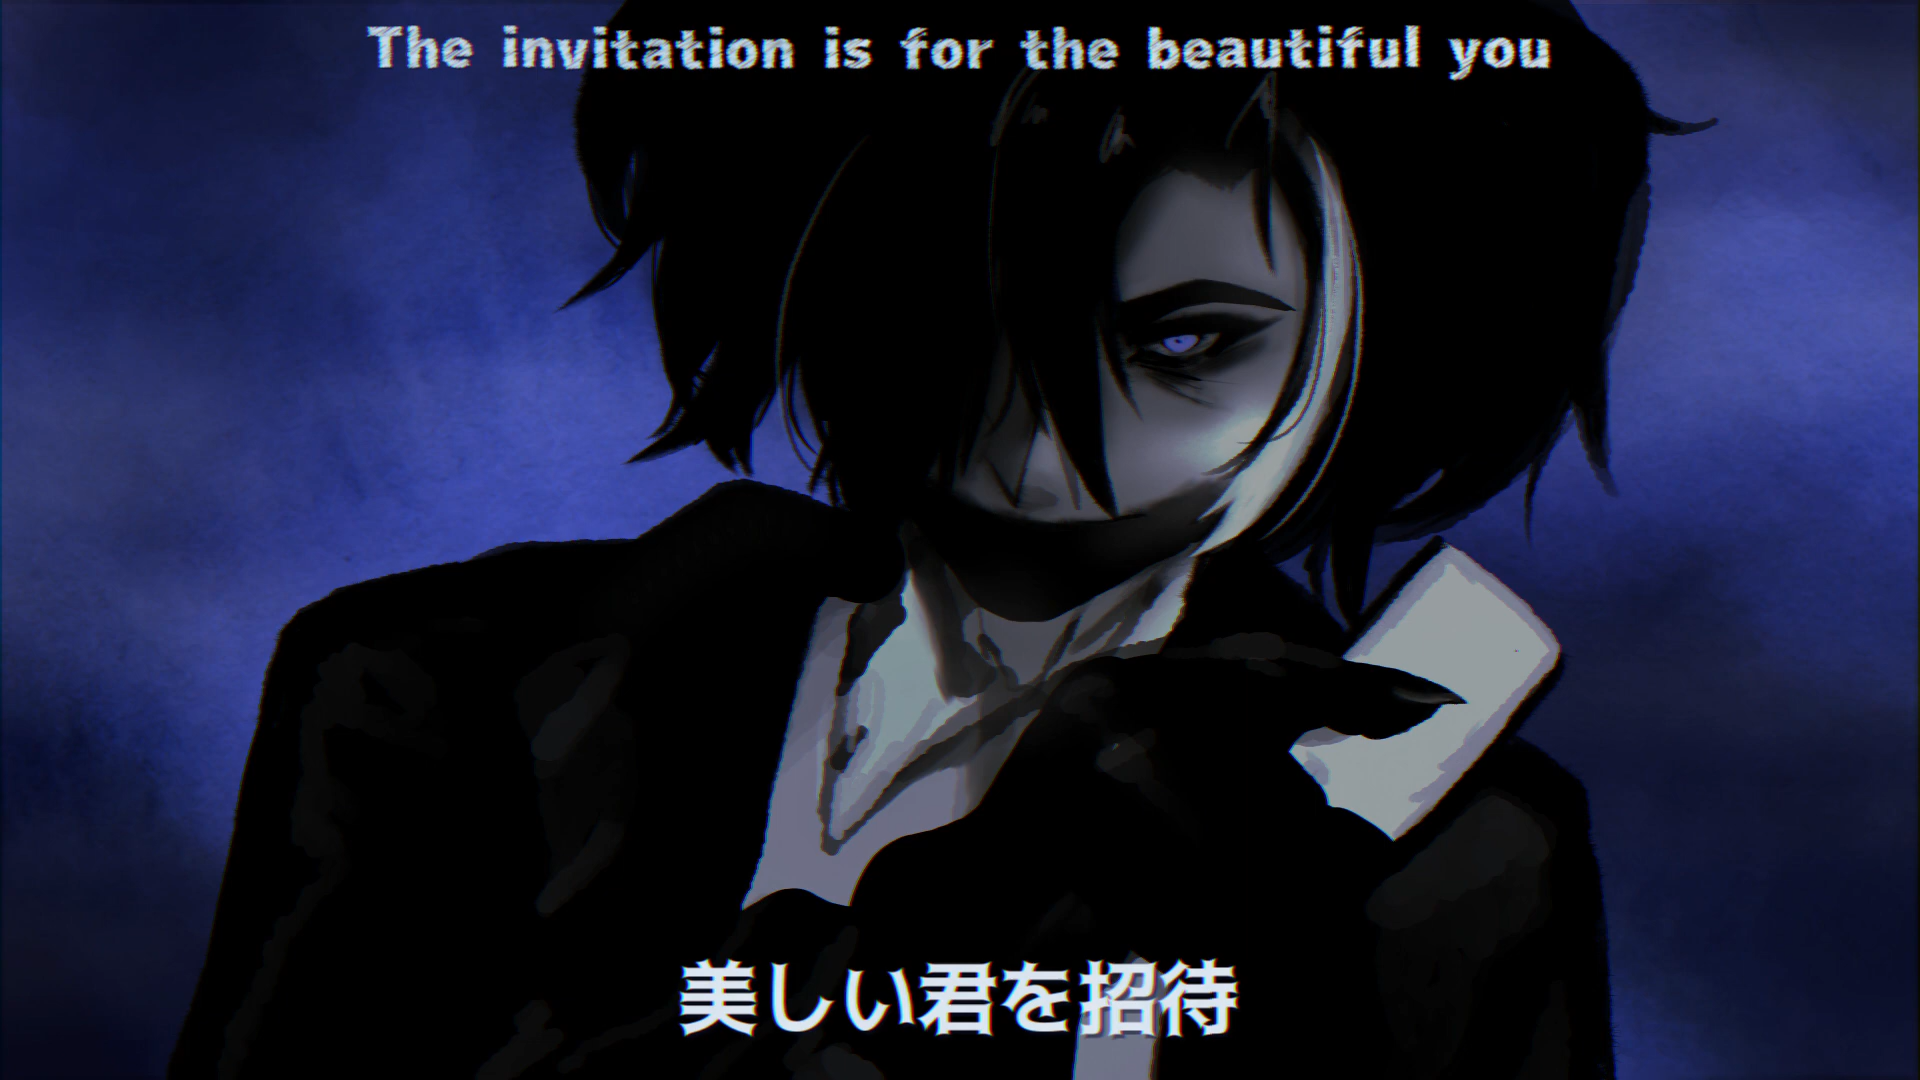 The invitation is for the beautiful you
美しい君を招待